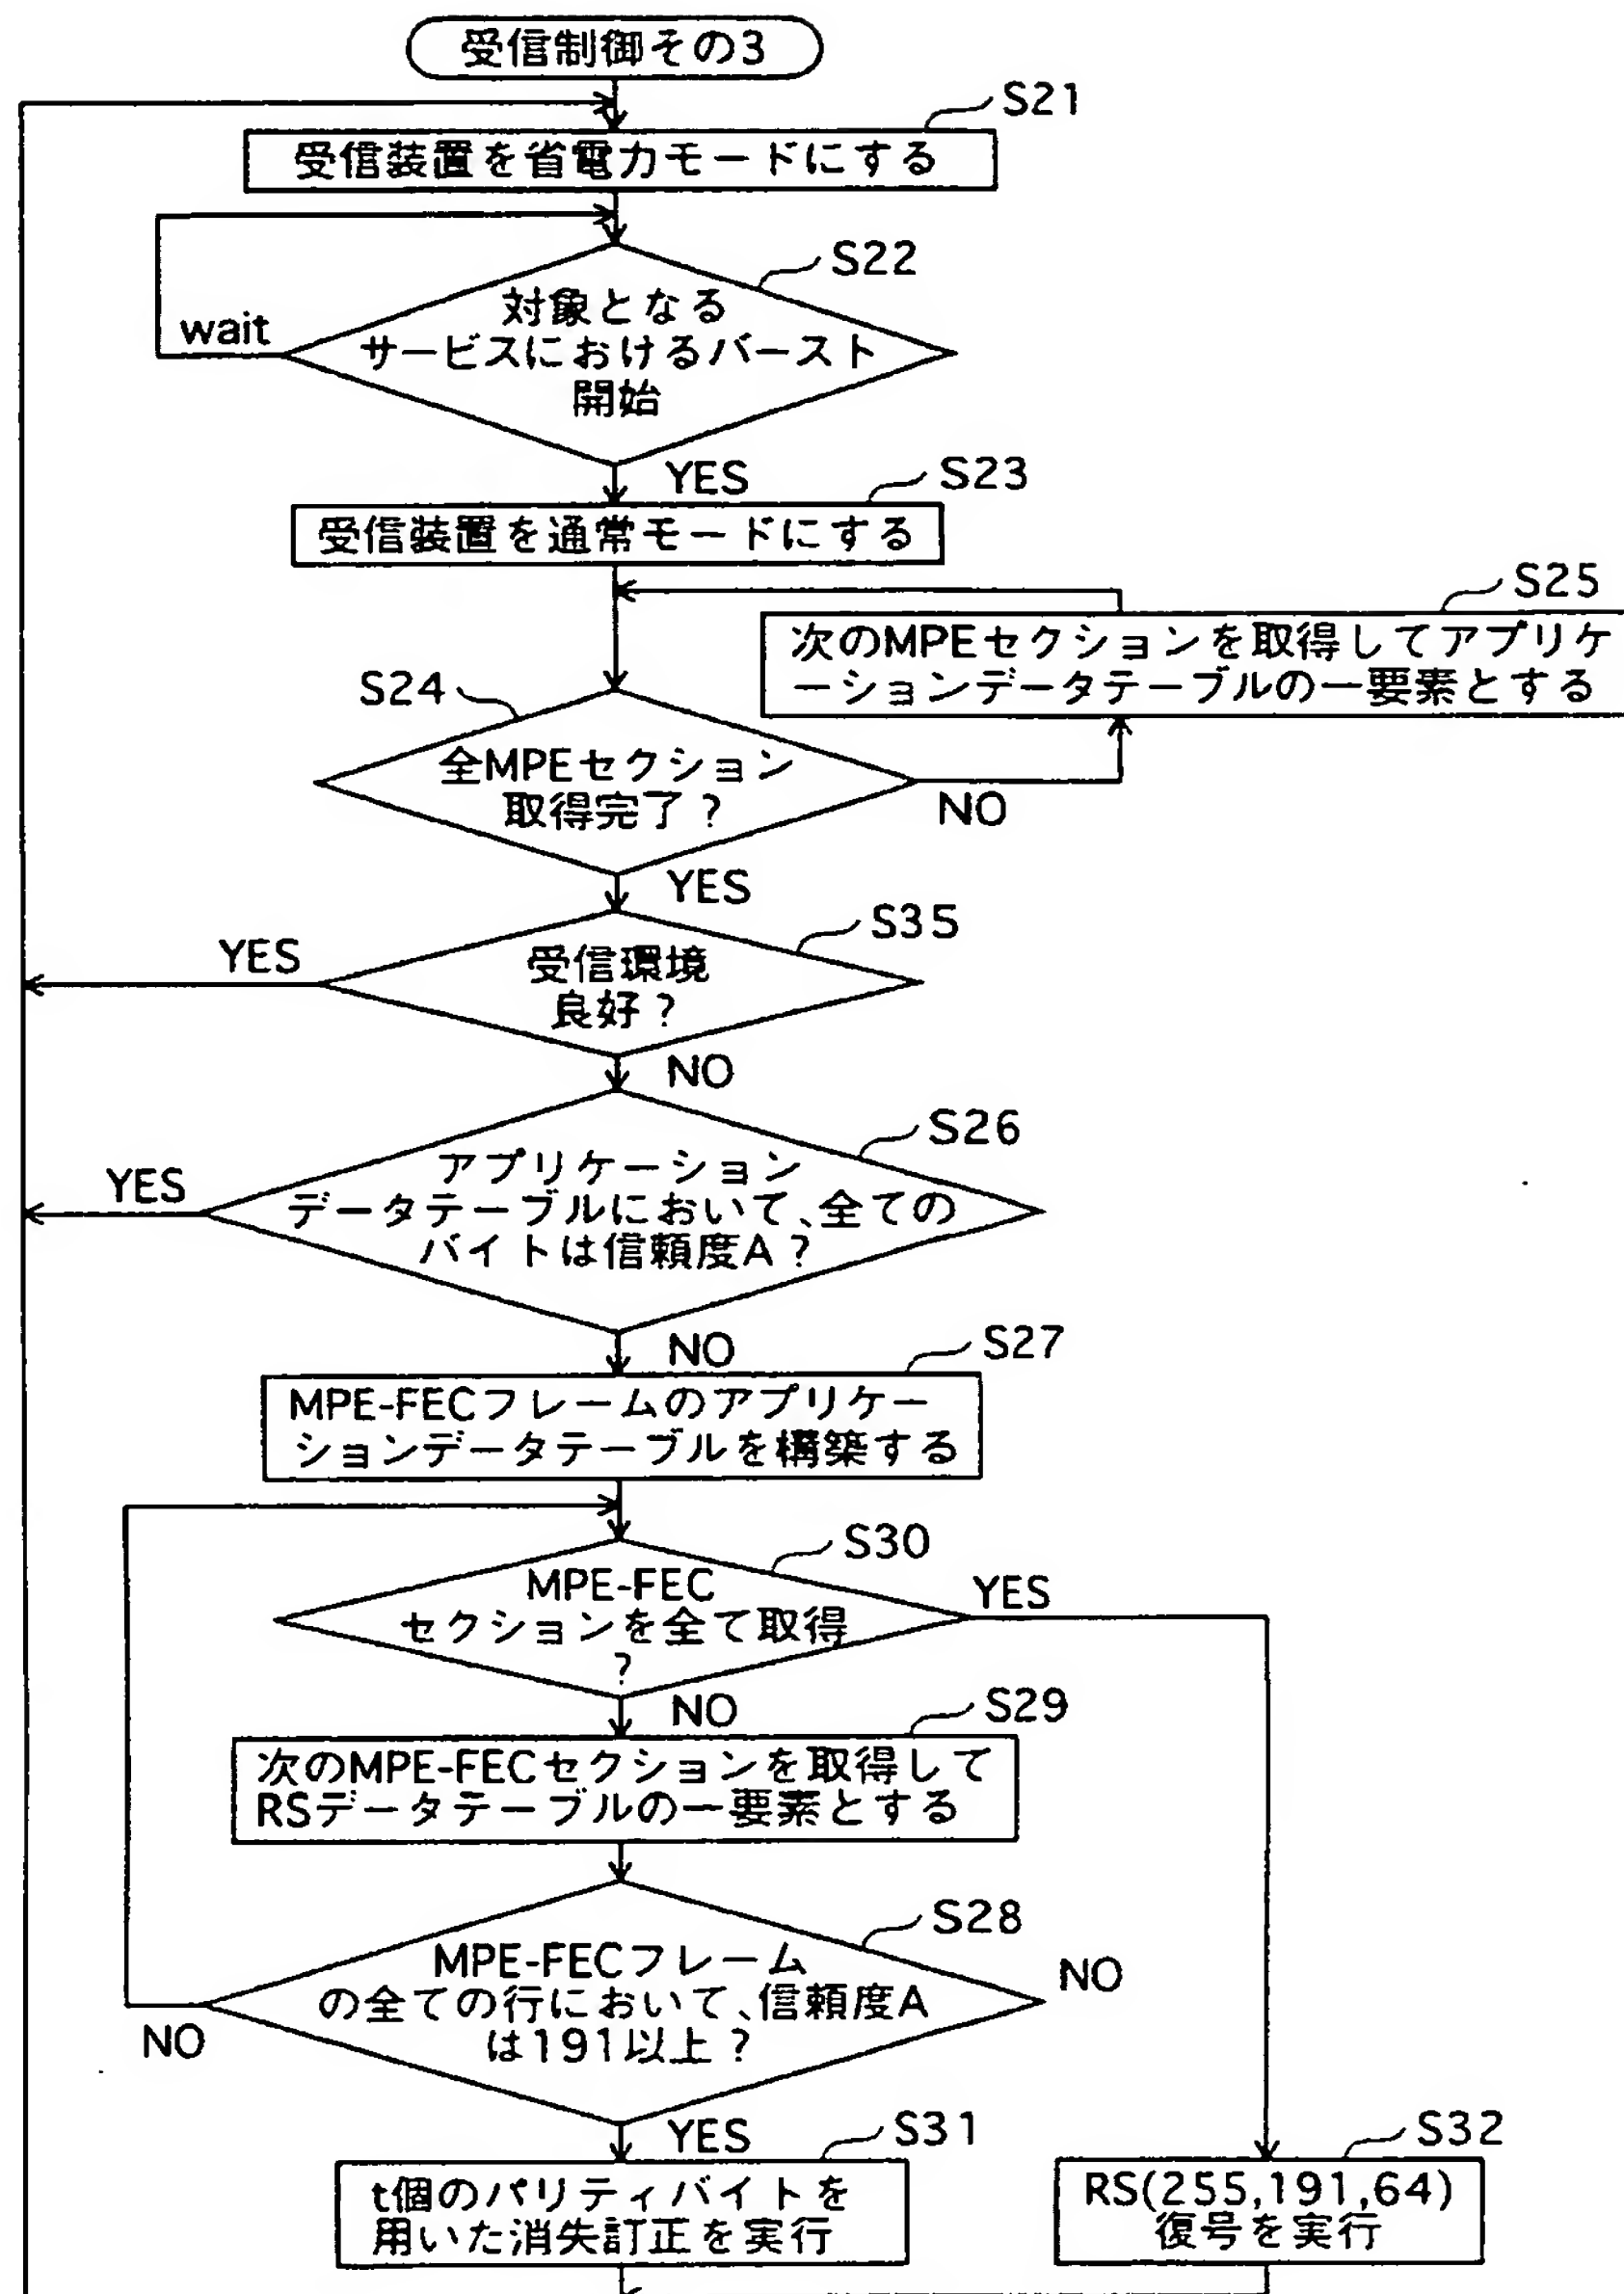 受信制御その3
S21
受信装置を省電力モードにする
S22
対象となる
サービスにおけるバースト
開始
wait
YES
S23
受信装置を通常モードにする
S25
次のMPEセクションを取得してアプリケ
ーションデータテーブルの一要素とする
S24
全MPEセクション
取得完了?
NO
YES
S35
受信環境
良好?
YES
NO
S26
アプリケーション
データテーブルにおいて、全ての
バイトは信頼度A?
YES
NO
S27
MPE-FECフレームのアプリケー
ションデータテーブルを構築する
S30
MPE-FEC
セクションを全て取得
?
YES
NO
S29
次のMPE-FECセクションを取得して
RSデータテーブルの一要素とする
S28
MPE-FECフレーム
の全ての行において、信頼度A
は191以上?
NO
NO
YES
S31
t個のパリティバイトを
用いた消失訂正を実行
S32
RS(255,191,64)
復号を実行